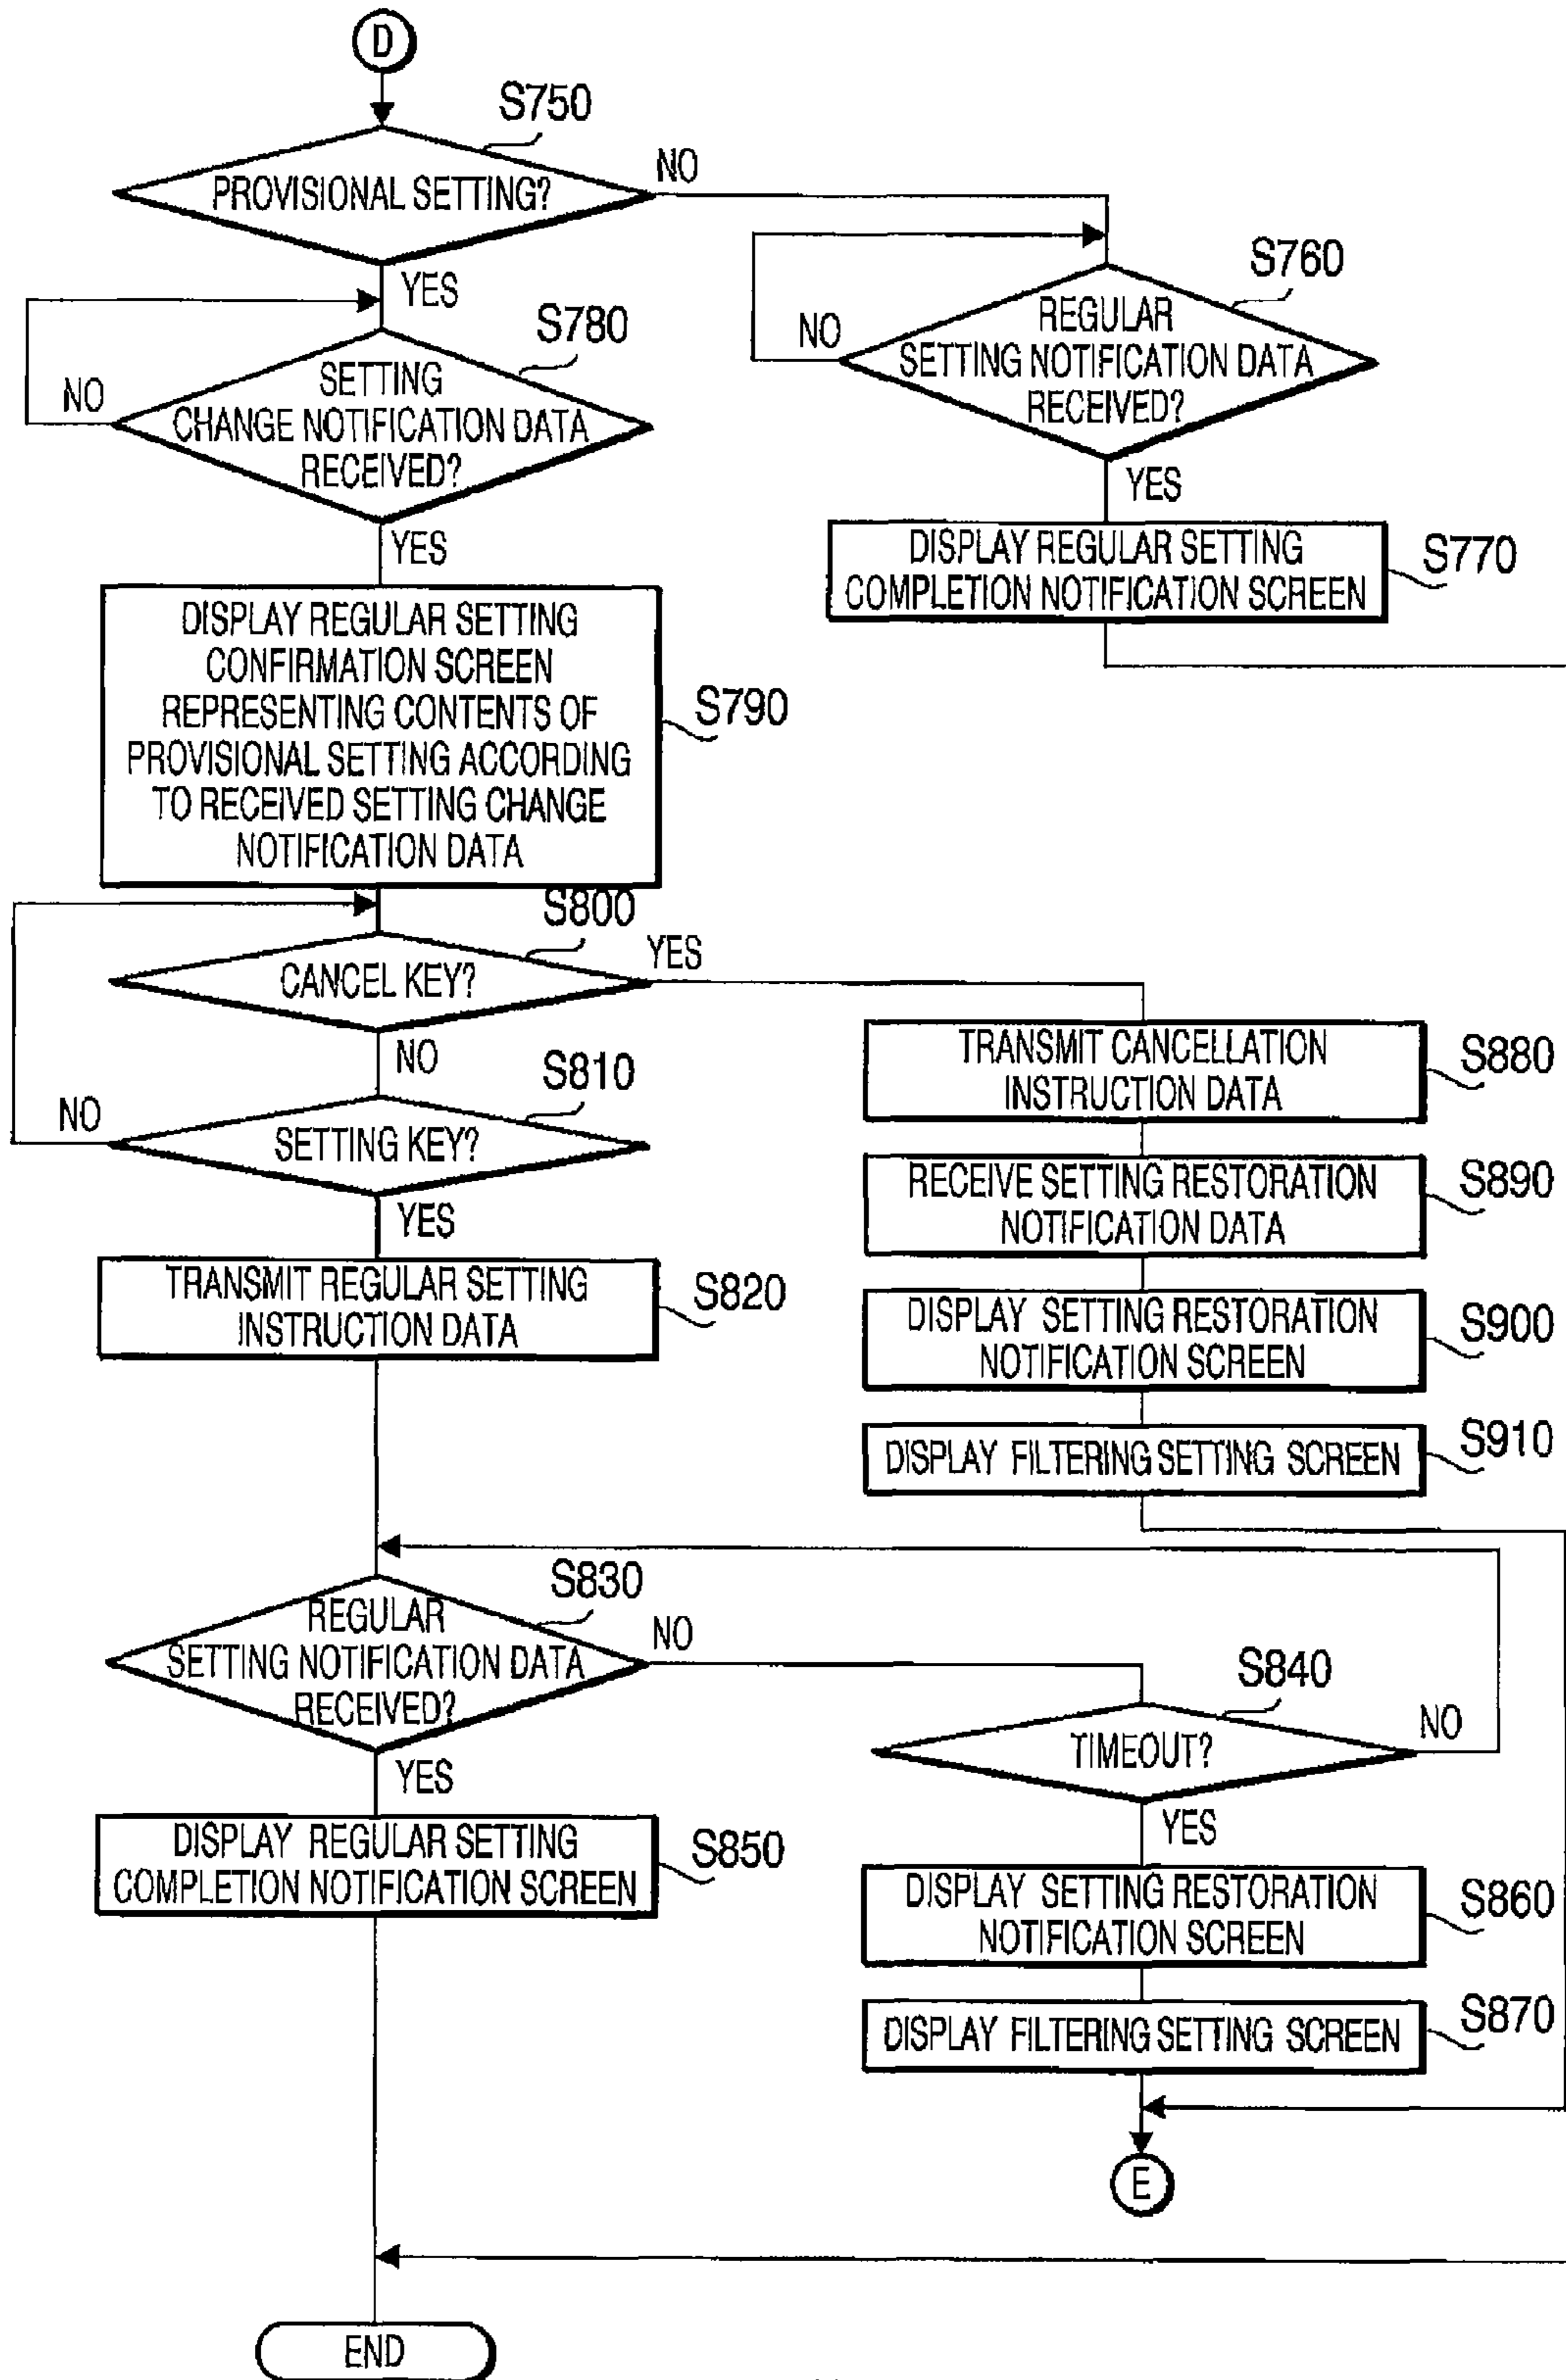 D
S750
PROVISIONAL SETTING?
NO
YES
S760
REGULAR
SETTING NOTIFICATION DATA
RECEIVED?
NO
YES
S780
SETTING
CHANGE NOTIFICATION DATA
RECEIVED?
NO
YES
DISPLAY REGULAR SETTING
COMPLETION NOTIFICATION SCREEN
S770
DISPLAY REGULAR SETTING
CONFIRMATION SCREEN
REPRESENTING CONTENTS OF
PROVISIONAL SETTING ACCORDING
TO RECEIVED SETTING CHANGE
NOTIFICATION DATA
S790
S800
CANCEL KEY?
YES
NO
S810
SETTING KEY?
NO
YES
TRANSMIT REGULAR SETTING
INSTRUCTION DATA
S820
TRANSMIT CANCELLATION
INSTRUCTION DATA
S880
RECEIVE SETTING RESTORATION
NOTIFICATION DATA
S890
DISPLAY SETTING RESTORATION
NOTIFICATION SCREEN
S900
DISPLAY FILTERING SETTING SCREEN
S910
S830
REGULAR
SETTING NOTIFICATION DATA
RECEIVED?
NO
YES
S840
TIMEOUT?
NO
YES
DISPLAY REGULAR SETTING
COMPLETION NOTIFICATION SCREEN
S850
DISPLAY SETTING RESTORATION
NOTIFICATION SCREEN
S860
DISPLAY FILTERING SETTING SCREEN
S870
E
END